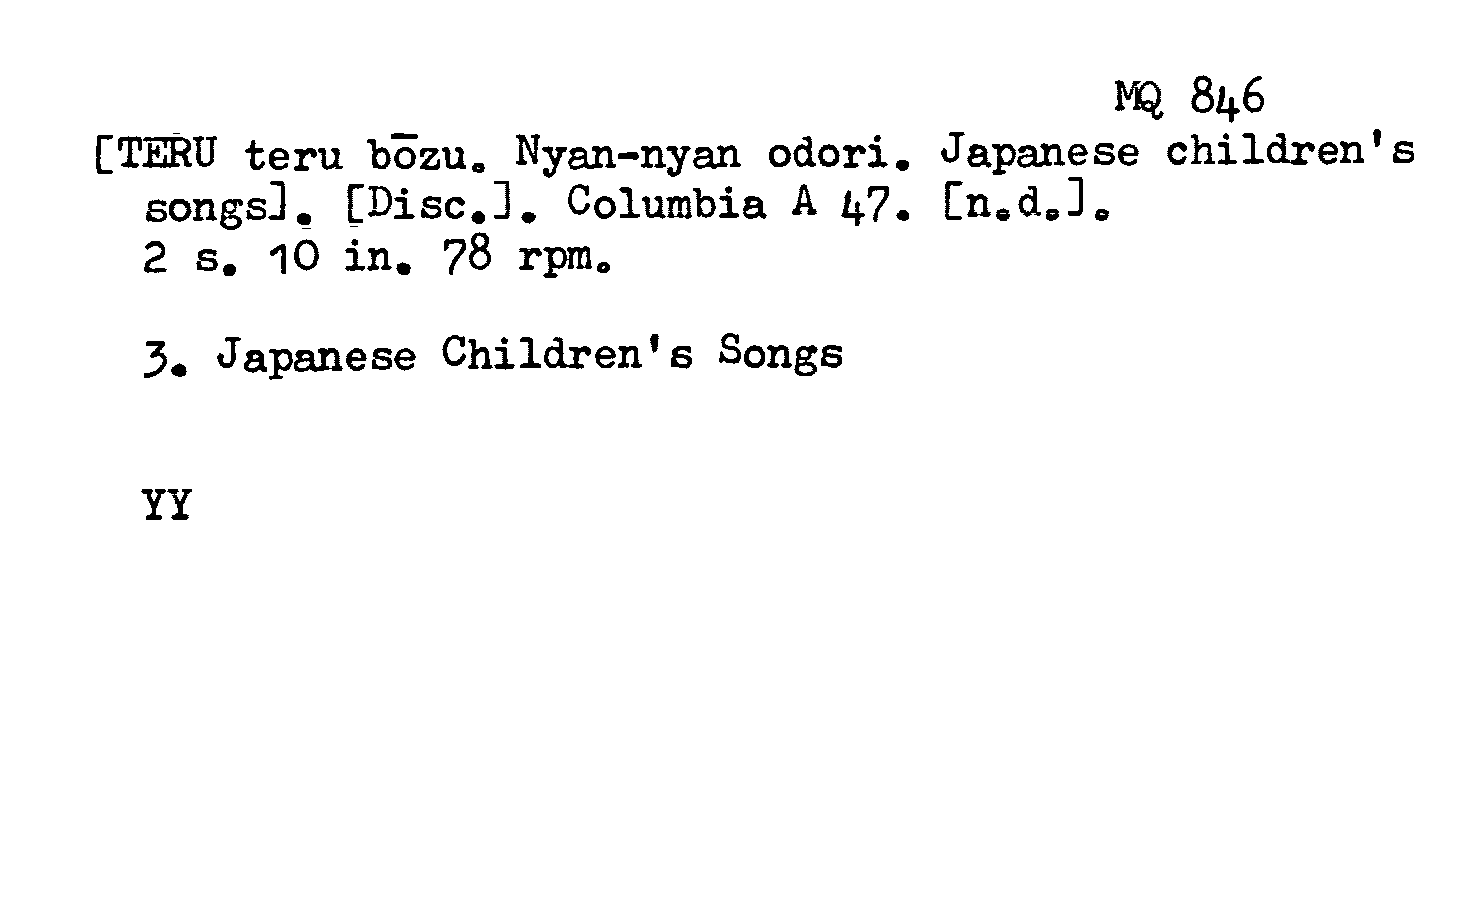 MQ 846
[TERU teru bōzu. Nyan-nyan odori. Japanese children's
songs]. [Disc.]. Columbia A 47. [n.d.].
2 s. 10 in. 78 rpm.
3. Japanese Children's Songs
YY